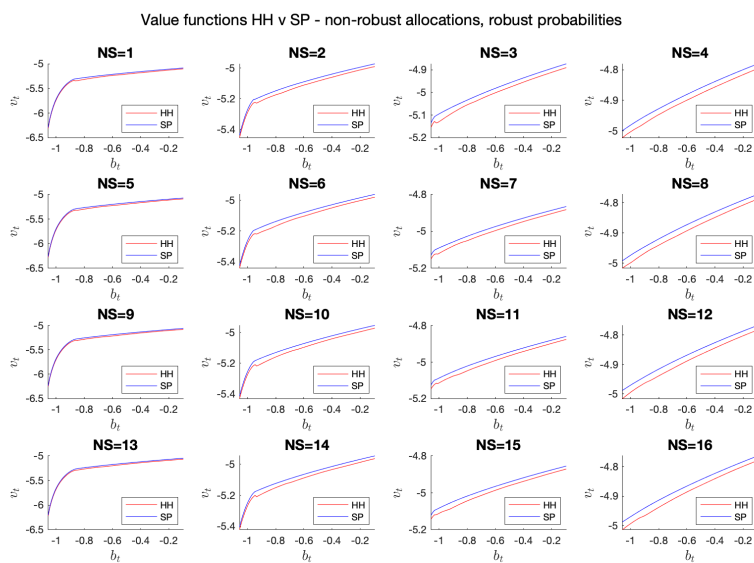 Value functions HH v SP - non-robust allocations, robust probabilities
NS=1
NS=2
NS=3
NS=4
-5
-5.5
-6
-6.5
v_t
HH
SP
-1 -0.8 -0.6 -0.4 -0.2
b_t
-5
-5.2
-5.4
v_t
HH
SP
-1 -0.8 -0.6 -0.4 -0.2
b_t
-4.9
-5
-5.1
-5.2
v_t
HH
SP
-1 -0.8 -0.6 -0.4 -0.2
b_t
-4.8
-4.9
-5
v_t
HH
SP
-1 -0.8 -0.6 -0.4 -0.2
b_t
NS=5
NS=6
NS=7
NS=8
-5
-5.5
-6
-6.5
v_t
HH
SP
-1 -0.8 -0.6 -0.4 -0.2
b_t
-5
-5.2
-5.4
v_t
HH
SP
-1 -0.8 -0.6 -0.4 -0.2
b_t
-4.8
-5
-5.2
v_t
HH
SP
-1 -0.8 -0.6 -0.4 -0.2
b_t
-4.8
-4.9
-5
v_t
HH
SP
-1 -0.8 -0.6 -0.4 -0.2
b_t
NS=9
NS=10
NS=11
NS=12
-5
-5.5
-6
-6.5
v_t
HH
SP
-1 -0.8 -0.6 -0.4 -0.2
b_t
-5
-5.2
-5.4
v_t
HH
SP
-1 -0.8 -0.6 -0.4 -0.2
b_t
-4.8
-5
-5.2
v_t
HH
SP
-1 -0.8 -0.6 -0.4 -0.2
b_t
-4.8
-4.9
-5
v_t
HH
SP
-1 -0.8 -0.6 -0.4 -0.2
b_t
NS=13
NS=14
NS=15
NS=16
-5
-5.5
-6
-6.5
v_t
HH
SP
-1 -0.8 -0.6 -0.4 -0.2
b_t
-5
-5.2
-5.4
v_t
HH
SP
-1 -0.8 -0.6 -0.4 -0.2
b_t
-4.8
-5
-5.2
v_t
HH
SP
-1 -0.8 -0.6 -0.4 -0.2
b_t
-4.8
-4.9
-5
v_t
HH
SP
-1 -0.8 -0.6 -0.4 -0.2
b_t